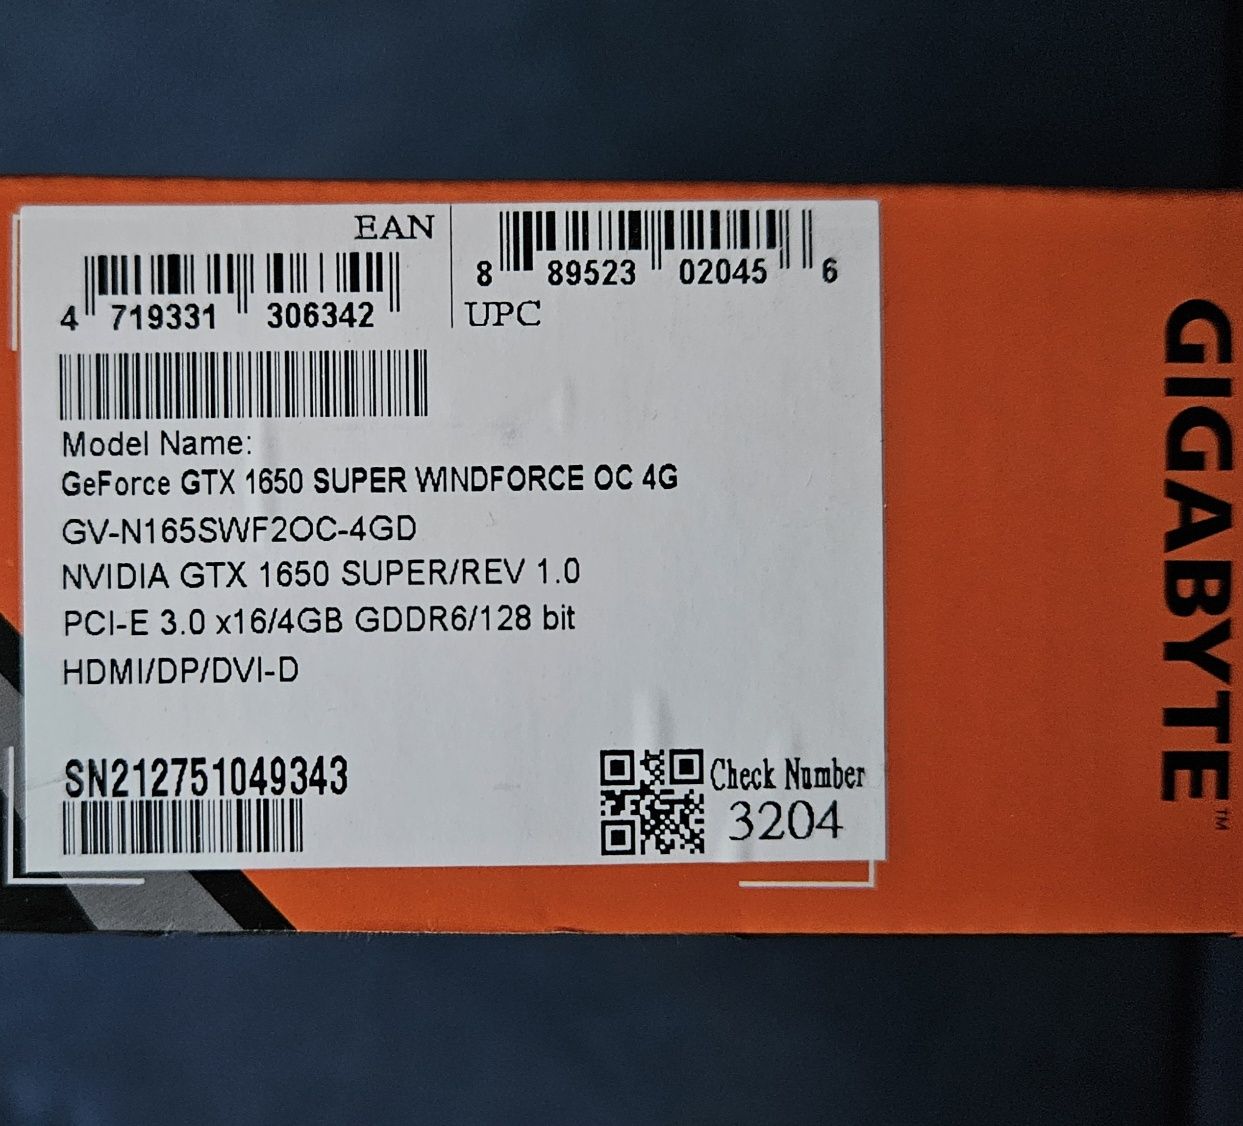 EAN
4 719331 306342
8 89523 02045 6
UPC
Model Name:
GeForce GTX 1650 SUPER WINDFORCE OC 4G
GV-N165SWF2OC-4GD
NVIDIA GTX 1650 SUPER/REV 1.0
PCI-E 3.0 x16/4GB GDDR6/128 bit
HDMI/DP/DVI-D
SN212751049343
Check Number
3204
GIGABYTE™